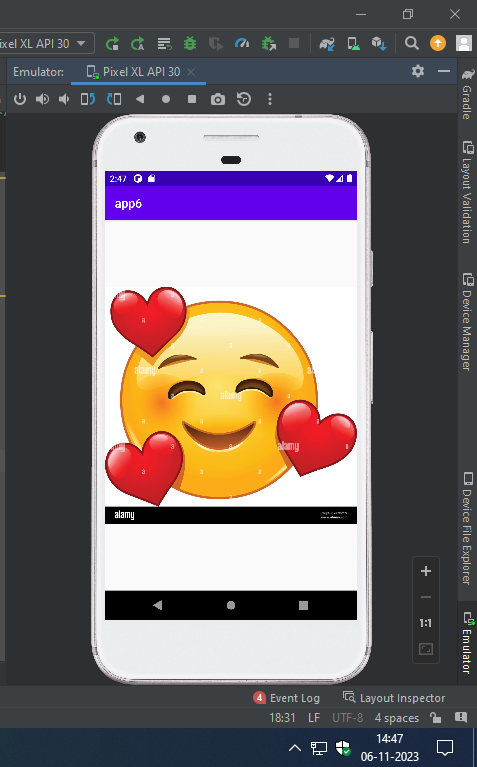 ixel XL API 30
Emulator: Pixel XL API 30
2:47
app6
alamy
a
a
a
a
alamy
alamy
a
a
alamy
a
alamy
a
a
a
a
a
alamy
1:1
Gradle
Layout Validation
Device Manager
Device File Explorer
Emulator
4 Event Log Layout Inspector
18:31 LF UTF-8 4 spaces
14:47
06-11-2023